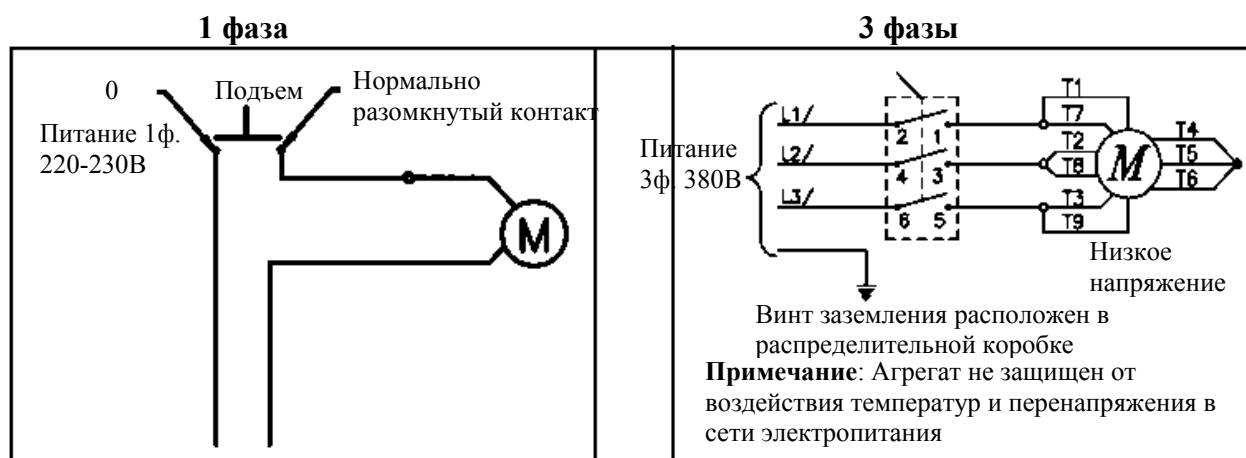 1 фаза
3 фазы
0
Подъем
Нормально
разомкнутый контакт
Питание 1ф.
220-230В
M
Питание
3ф. 380В
L1/
L2/
L3/
2 1
4 3
6 5
T1
T7
T2
T8
T3
T9
M
T4
T5
T6
Низкое
напряжение
Винт заземления расположен в
распределительной коробке
Примечание: Агрегат не защищен от
воздействия температур и перенапряжения в
сети электропитания